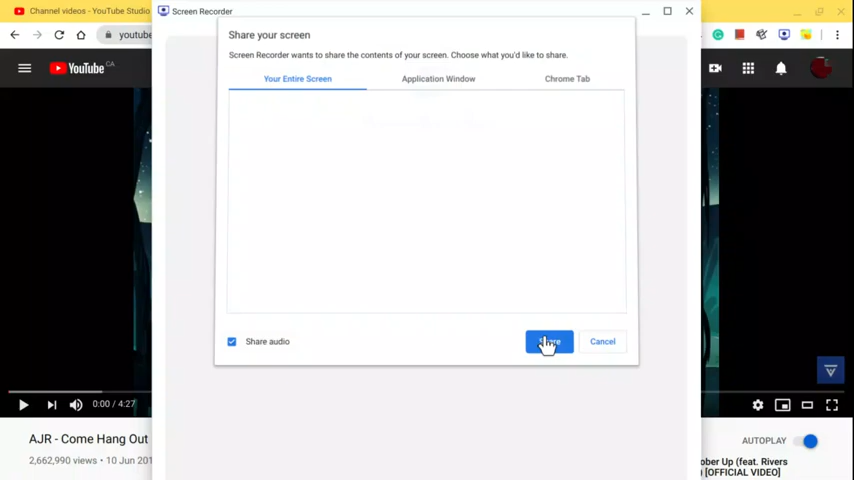 Channel videos - YouTube Studio
Screen Recorder
youtube
YouTube CA
Share your screen
Screen Recorder wants to share the contents of your screen. Choose what you'd like to share.
Your Entire Screen
Application Window
Chrome Tab
Share audio
Cancel
0:00 / 4:27
AJR - Come Hang Out
AUTOPLAY
2,662,990 views • 10 Jun 201
ober Up (feat. Rivers
) [OFFICIAL VIDEO]